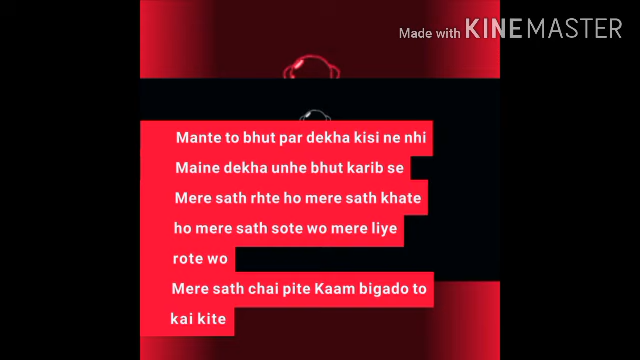 Made with KINEMASTER
Mante to bhut par dekha kisi ne nhi
Maine dekha unhe bhut karib se
Mere sath rhte ho mere sath khate
ho mere sath sote wo mere liye
rote wo
Mere sath chai pite Kaam bigado to
kai kite